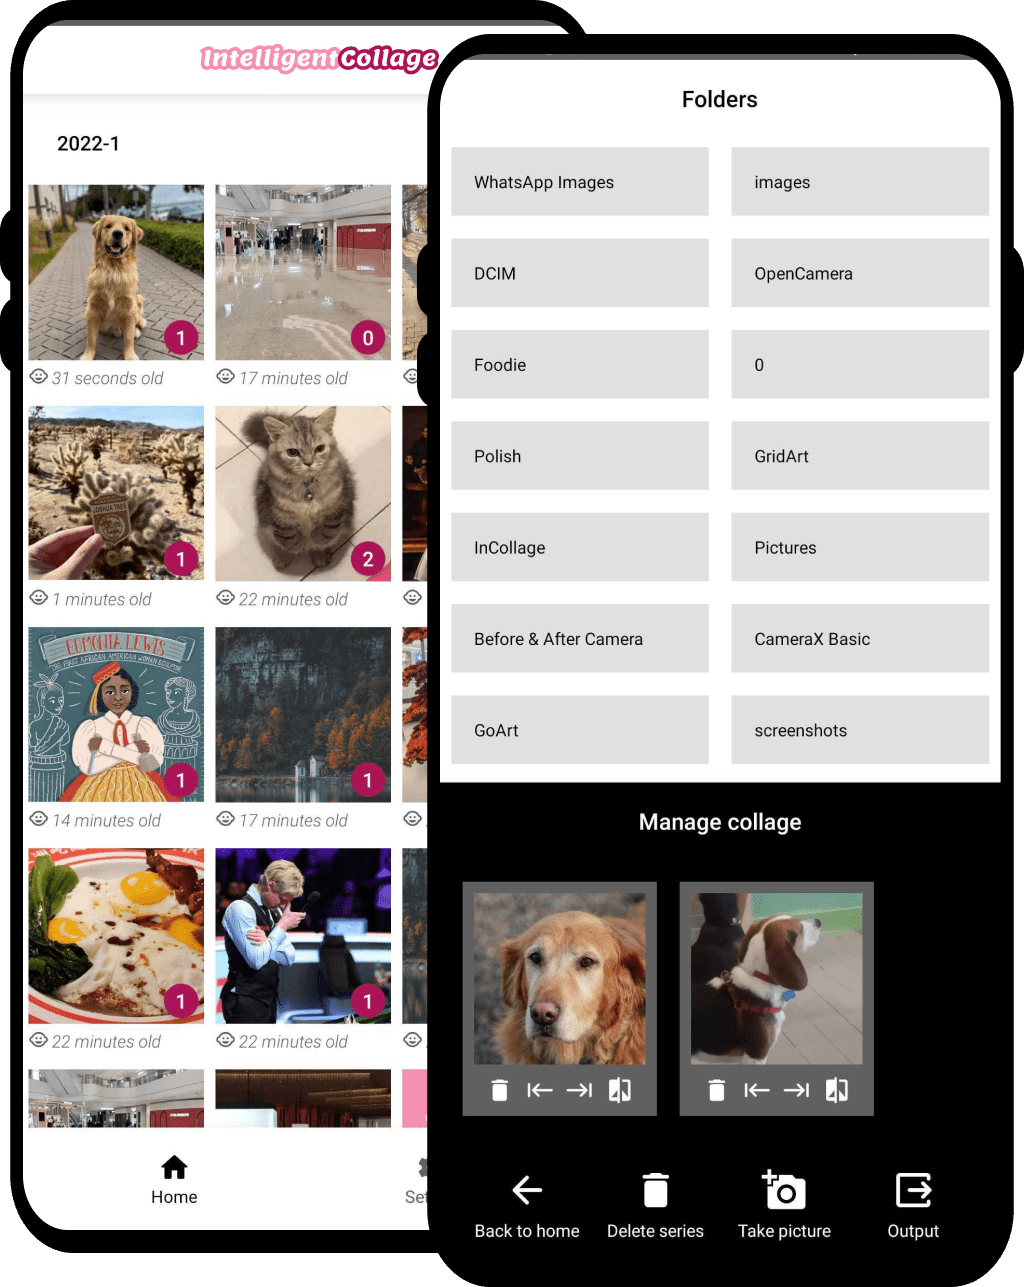 IntelligentCollage
2022-1
1
0
31 seconds old
17 minutes old
JOSHUA TREE
1
2
1 minutes old
22 minutes old
EDMONIA LEWIS
THE FIRST AFRICAN AMERICAN WOMAN SCULPTOR
1
1
14 minutes old
17 minutes old
1
1
22 minutes old
22 minutes old
Home
Set
Folders
WhatsApp Images
images
DCIM
OpenCamera
Foodie
0
Polish
GridArt
InCollage
Pictures
Before & After Camera
CameraX Basic
GoArt
screenshots
Manage collage
Back to home
Delete series
Take picture
Output